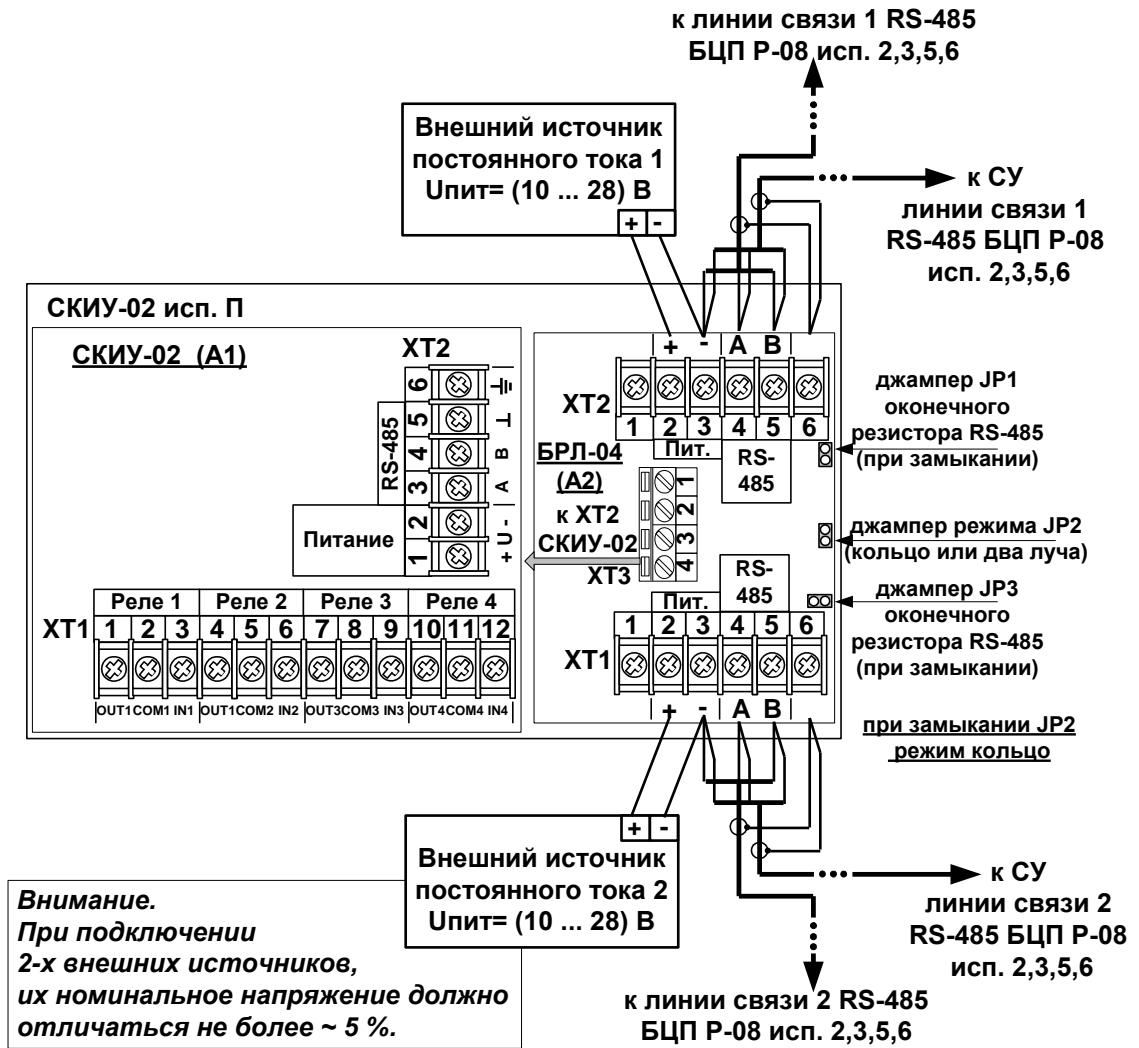 к линии связи 1 RS-485
БЦП Р-08 исп. 2,3,5,6
Внешний источник
постоянного тока 1
Uпит= (10 ... 28) В
+ -
к СУ
линии связи 1
RS-485 БЦП Р-08
исп. 2,3,5,6
СКИУ-02 исп. П
СКИУ-02 (А1)
XT2
6
5
4
3
2
1
RS-485
Питание
B
A
+ U -
+ - A B
XT2
1 2 3 4 5 6
Пит.
RS-
485
БРЛ-04
(А2)
к XT2
СКИУ-02
XT3
1
2
3
4
джампер JP1
оконечного
резистора RS-485
(при замыкании)
джампер режима JP2
(кольцо или два луча)
джампер JP3
оконечного
резистора RS-485
(при замыкании)
RS-
485
Пит.
1 2 3 4 5 6
XT1
+ - A B
Реле 1 Реле 2 Реле 3 Реле 4
XT1 1 2 3 4 5 6 7 8 9 10 11 12
OUT1 COM1 IN1 OUT1 COM2 IN2 OUT3 COM3 IN3 OUT4 COM4 IN4
при замыкании JP2
режим кольцо
+ -
Внешний источник
постоянного тока 2
Uпит= (10 ... 28) В
к СУ
линии связи 2
RS-485 БЦП Р-08
исп. 2,3,5,6
к линии связи 2 RS-485
БЦП Р-08 исп. 2,3,5,6
Внимание.
При подключении
2-х внешних источников,
их номинальное напряжение должно
отличаться не более ~ 5 %.